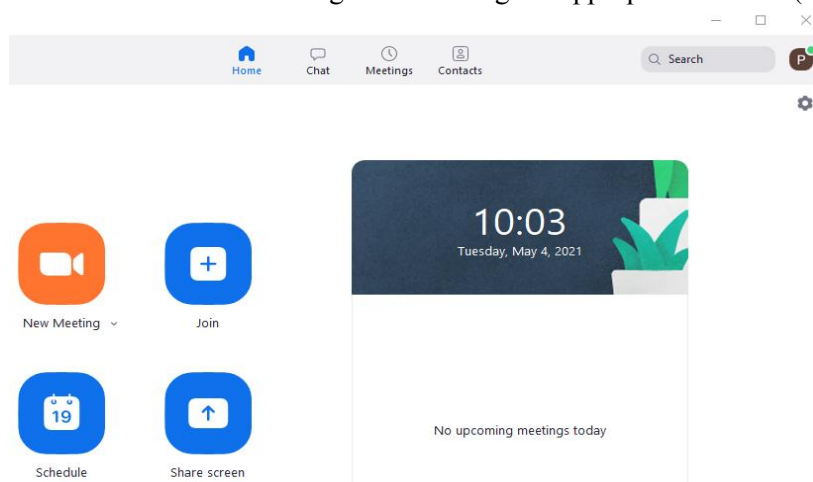 Home
Chat
Meetings
Contacts
Search
P
10:03
Tuesday, May 4, 2021
New Meeting
Join
19
No upcoming meetings today
Schedule
Share screen